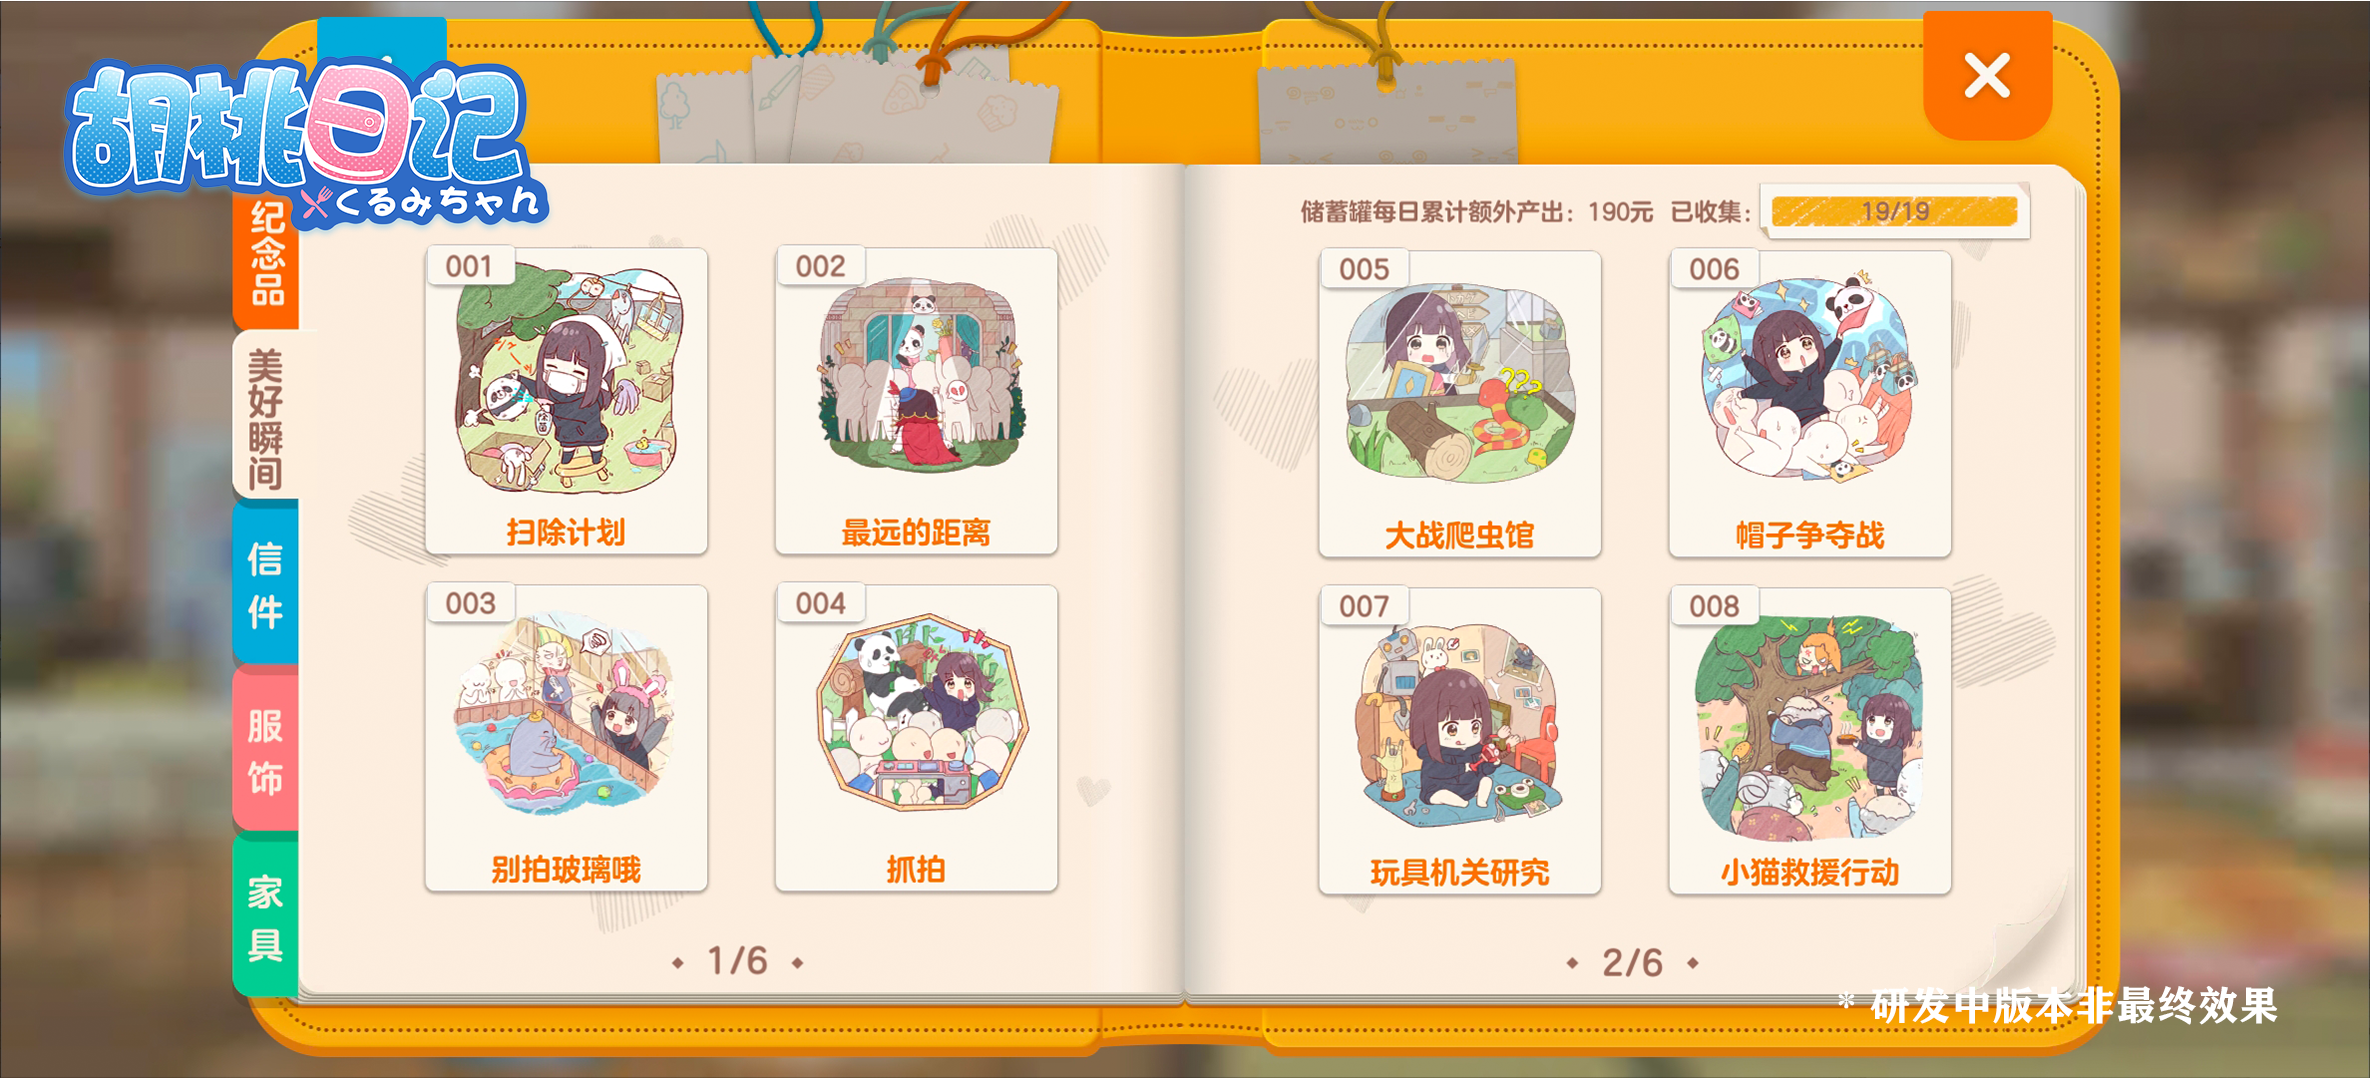 胡桃日记
くるみちゃん
纪念品
美好瞬间
信件
服饰
家具
储蓄罐每日累计额外产出：190元 已收集：
19/19
001
扫除计划
002
最远的距离
003
别拍玻璃哦
004
抓拍
1/6
005
大战爬虫馆
???
006
帽子争夺战
007
玩具机关研究
008
小猫救援行动
2/6
* 研发中版本非最终效果